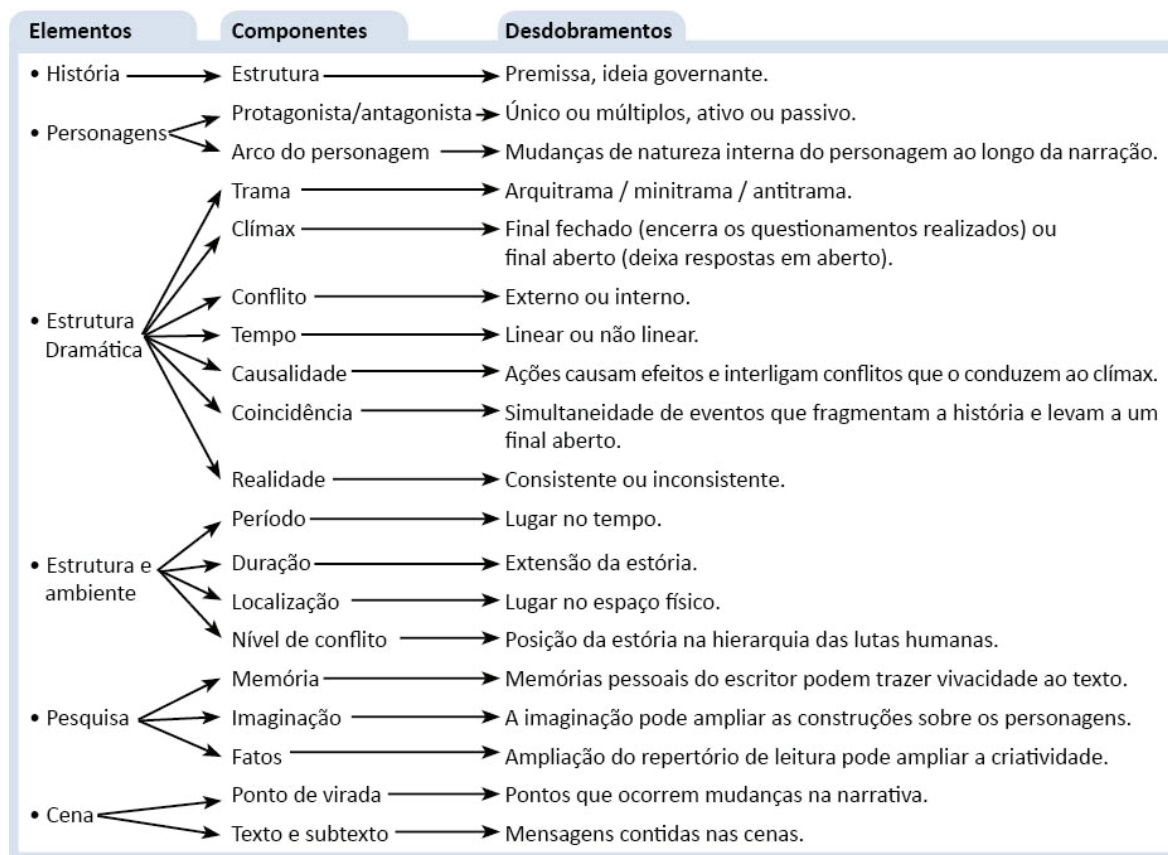 Elementos Componentes Desdobramentos
• História Estrutura Premissa, ideia governante.
• Personagens
Protagonista/antagonista Único ou múltiplos, ativo ou passivo.
Arco do personagem Mudanças de natureza interna do personagem ao longo da narração.
• Estrutura
Dramática
Trama Arquitrama / minitrama / antitrama.
Clímax Final fechado (encerra os questionamentos realizados) ou
final aberto (deixa respostas em aberto).
Conflito Externo ou interno.
Tempo Linear ou não linear.
Causalidade Ações causam efeitos e interligam conflitos que o conduzem ao clímax.
Coincidência Simultaneidade de eventos que fragmentam a história e levam a um
final aberto.
Realidade Consistente ou inconsistente.
• Estrutura e
ambiente
Período Lugar no tempo.
Duração Extensão da estória.
Localização Lugar no espaço físico.
Nível de conflito Posição da estória na hierarquia das lutas humanas.
• Pesquisa
Memória Memórias pessoais do escritor podem trazer vivacidade ao texto.
Imaginação A imaginação pode ampliar as construções sobre os personagens.
Fatos Ampliação do repertório de leitura pode ampliar a criatividade.
• Cena
Ponto de virada Pontos que ocorrem mudanças na narrativa.
Texto e subtexto Mensagens contidas nas cenas.